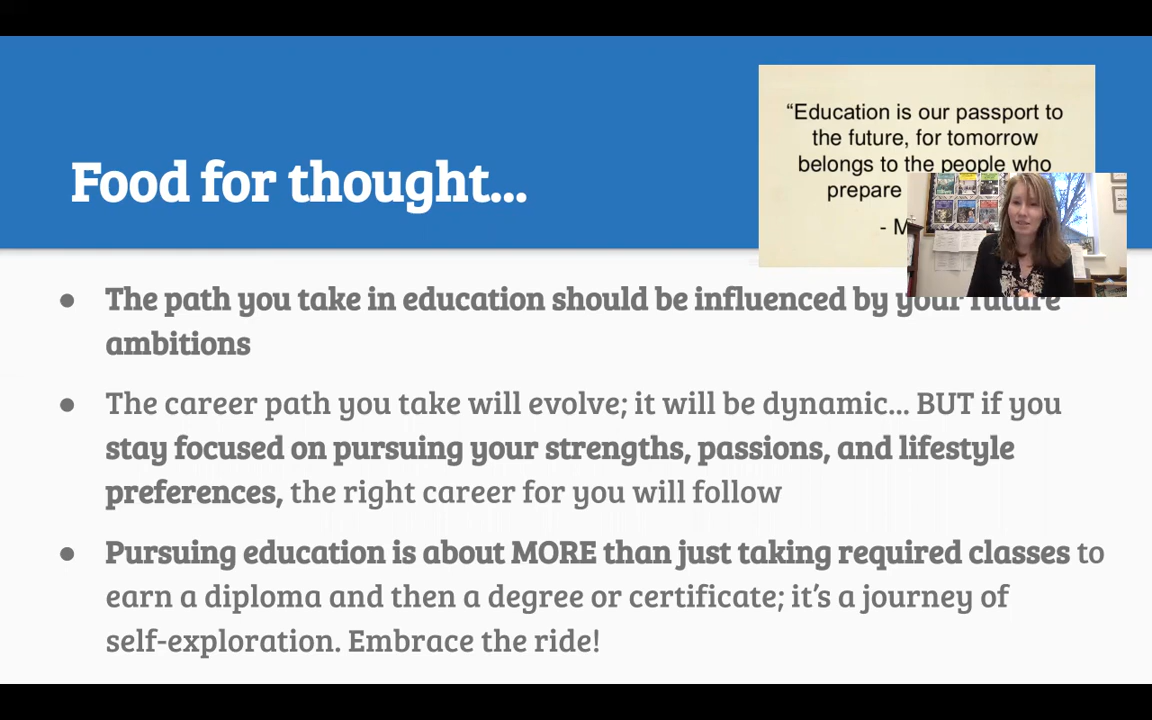 Food for thought...
“Education is our passport to
the future, for tomorrow
belongs to the people who
prepare
- M
● The path you take in education should be influenced by your future
ambitions
● The career path you take will evolve; it will be dynamic... BUT if you
stay focused on pursuing your strengths, passions, and lifestyle
preferences, the right career for you will follow
● Pursuing education is about MORE than just taking required classes to
earn a diploma and then a degree or certificate; it’s a journey of
self-exploration. Embrace the ride!